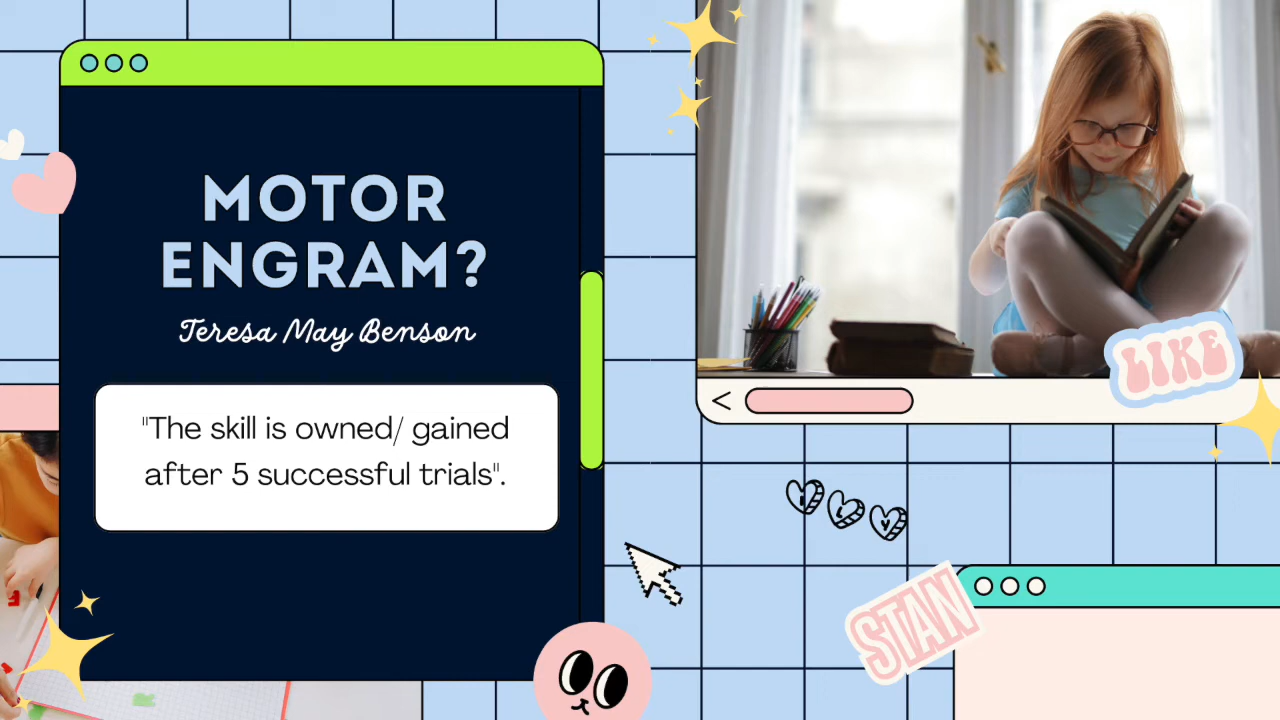 MOTOR
ENGRAM?
Teresa May Benson
"The skill is owned/ gained
after 5 successful trials".
LIKE
I L Y
STAN